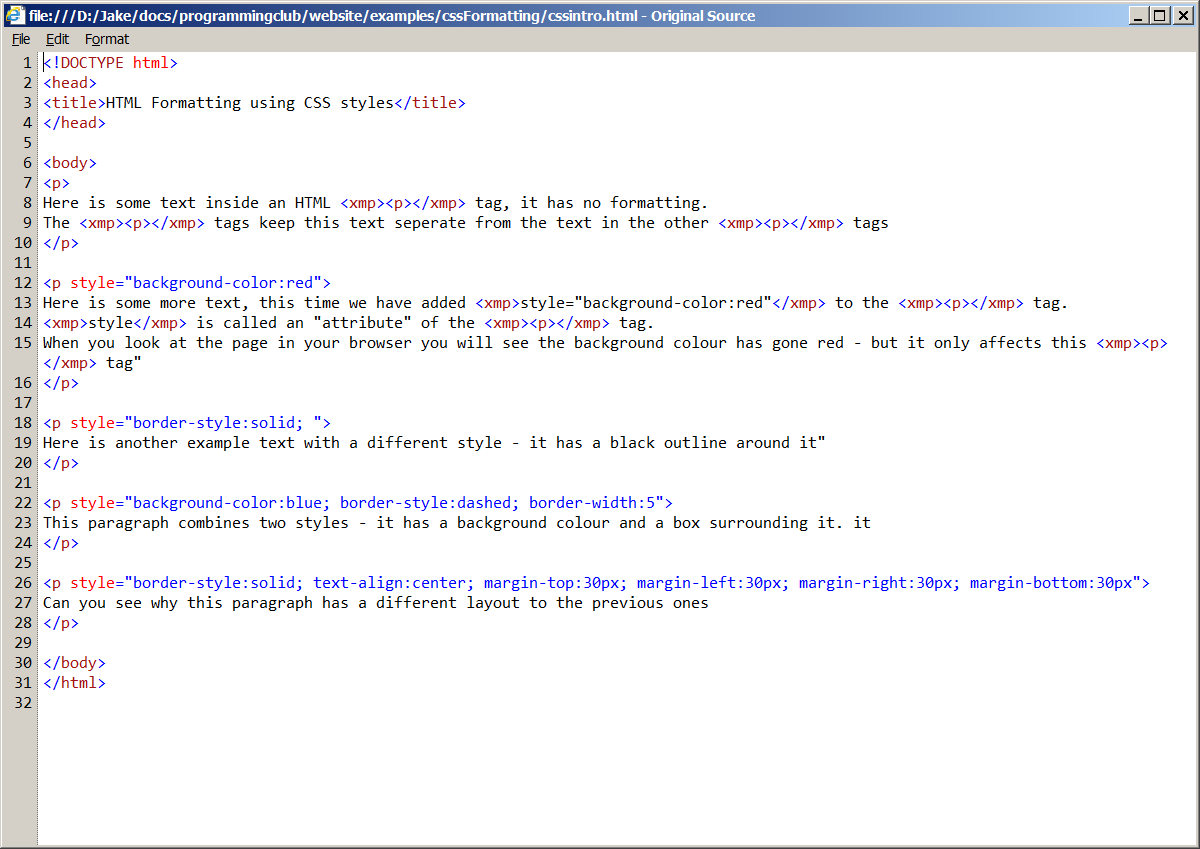 file:///D:/Jake/docs/programmingclub/website/examples/cssFormatting/cssintro.html - Original Source
File Edit Format
1 <!DOCTYPE html>
2 <head>
3 <title>HTML Formatting using CSS styles</title>
4 </head>
5
6 <body>
7 <p>
8 Here is some text inside an HTML <xmp><p></xmp> tag, it has no formatting.
9 The <xmp><p></xmp> tags keep this text seperate from the text in the other <xmp><p></xmp> tags
10 </p>
11
12 <p style="background-color:red">
13 Here is some more text, this time we have added <xmp>style="background-color:red"</xmp> to the <xmp><p></xmp> tag.
14 <xmp>style</xmp> is called an "attribute" of the <xmp><p></xmp> tag.
15 When you look at the page in your browser you will see the background colour has gone red - but it only affects this <xmp><p>
</xmp> tag"
16 </p>
17
18 <p style="border-style:solid; ">
19 Here is another example text with a different style - it has a black outline around it"
20 </p>
21
22 <p style="background-color:blue; border-style:dashed; border-width:5">
23 This paragraph combines two styles - it has a background colour and a box surrounding it. it
24 </p>
25
26 <p style="border-style:solid; text-align:center; margin-top:30px; margin-left:30px; margin-right:30px; margin-bottom:30px">
27 Can you see why this paragraph has a different layout to the previous ones
28 </p>
29
30 </body>
31 </html>
32